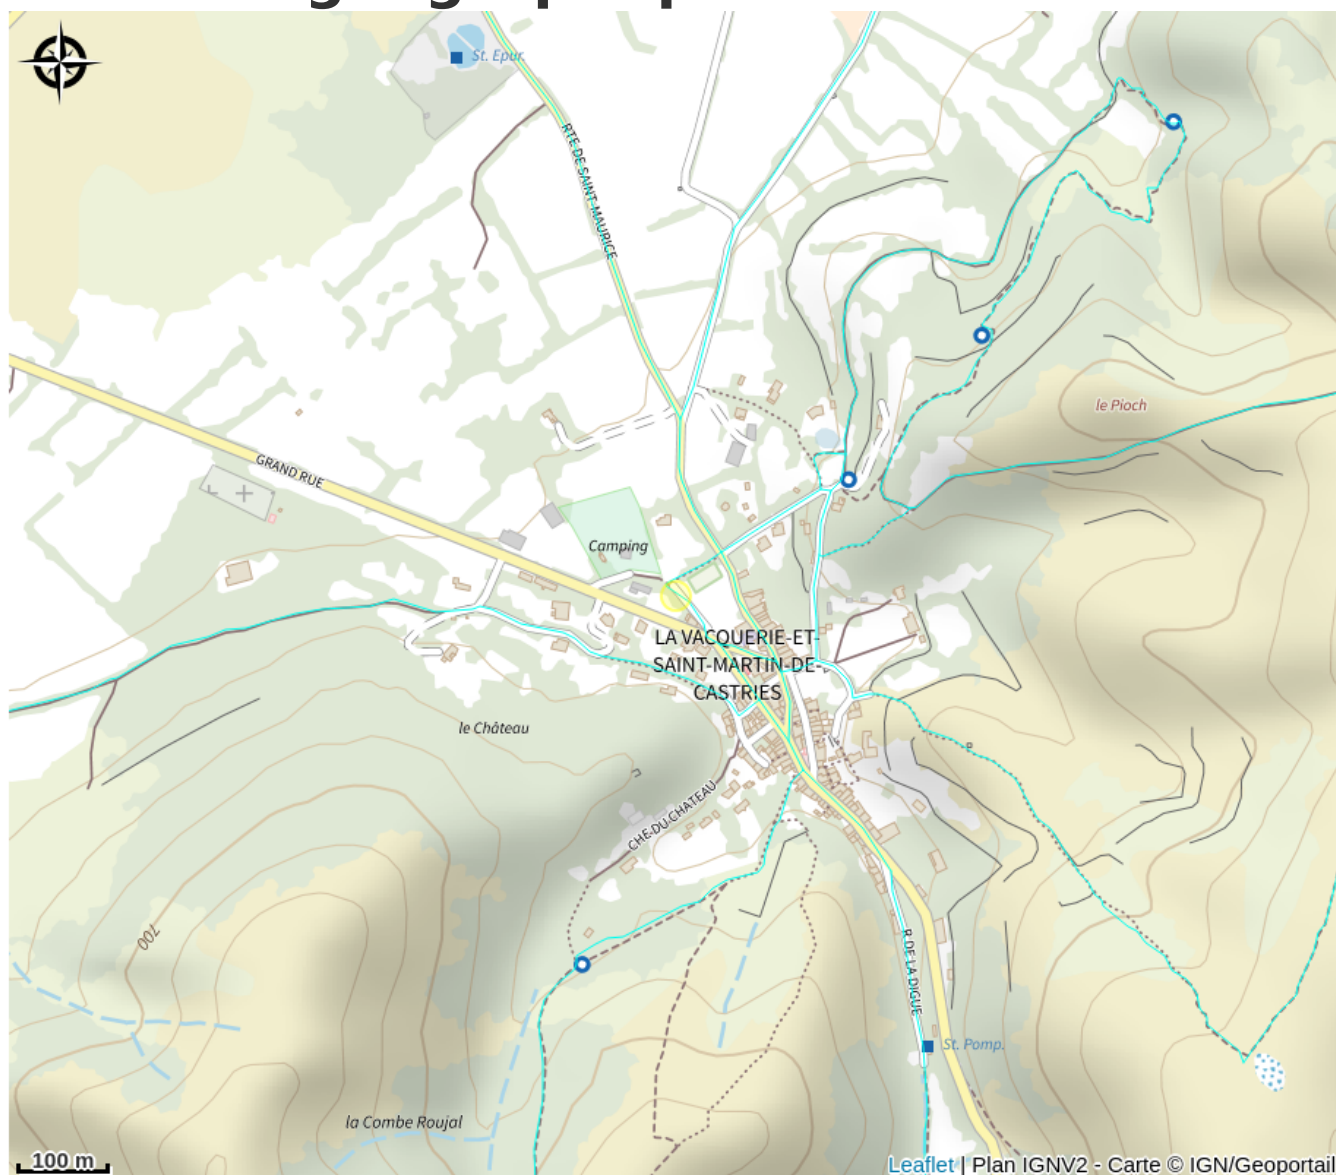 St. Epur.
RTE DE SAINT-MAURICE
le Pioch
GRAND RUE
Camping
LA VACQUERIE-ET-
SAINT-MARTIN-DE-
CASTRIES
le Château
CHE DU CHATEAU
700
R DE LA DIGUE
St. Pomp.
la Combe Roujal
100 m
Leaflet | Plan IGNV2 - Carte © IGN/Geoportail